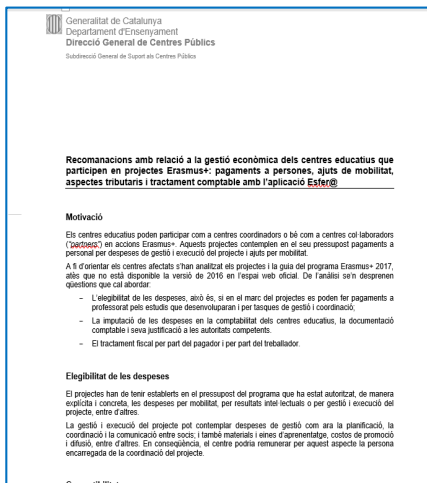 Generalitat de Catalunya
Departament d'Ensenyament
Direcció General de Centres Públics
Subdirecció General de Suport als Centres Públics
Recomanacions amb relació a la gestió econòmica dels centres educatius que
participen en projectes Erasmus+: pagaments a persones, ajuts de mobilitat,
aspectes tributaris i tractament comptable amb l'aplicació Esfer@
Motivació
Els centres educatius poden participar com a centres coordinadors o bé com a centres col·laboradors
("partners") en accions Erasmus+. Aquests projectes contemplen en el seu pressupost pagaments a
personal per despeses de gestió i execució del projecte i ajuts per mobilitat.
A fi d'orientar els centres afectats s'han analitzat els projectes i la guia del programa Erasmus+ 2017,
atès que no està disponible la versió de 2016 en l'espai web oficial. De l'anàlisi se'n desprenen
qüestions que cal abordar:
– L'elegibilitat de les despeses, això és, si en el marc del projectes es poden fer pagaments a
professorat pels estudis que desenvoluparan i per tasques de gestió i coordinació;
– La imputació de les despeses en la comptabilitat dels centres educatius, la documentació
comptable i seva justificació a les autoritats competents.
– El tractament fiscal per part del pagador i per part del treballador.
Elegibilitat de les despeses
El projectes han de tenir establerts en el pressupost del programa que ha estat autoritzat, de manera
explícita i concreta, les despeses per mobilitat, per resultats intel·lectuals o per gestió i execució del
projecte, entre d'altres.
La gestió i execució del projecte pot contemplar despeses de gestió com ara la planificació, la
coordinació i la comunicació entre socis; i també materials i eines d'aprenentatge, costos de promoció
i difusió, entre d'altres. En conseqüència, el centre podria remunerar per aquest aspecte la persona
encarregada de la coordinació del projecte.